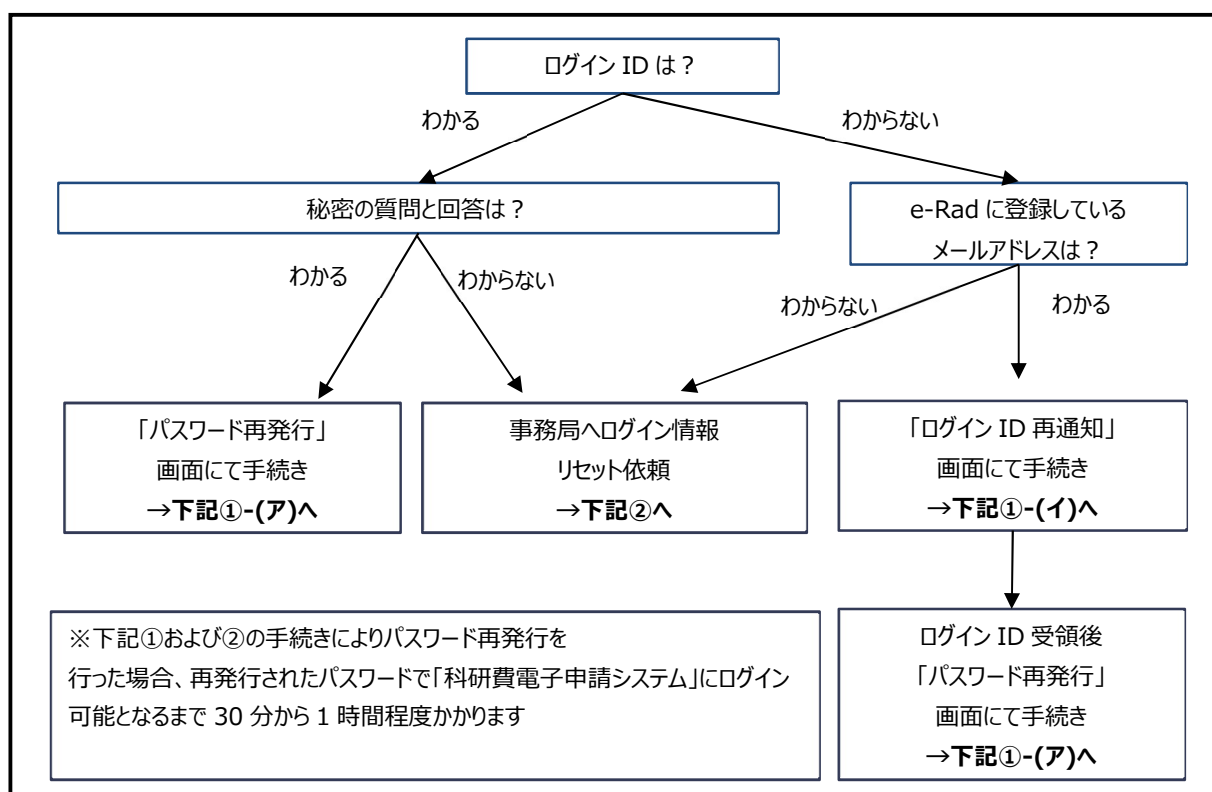 ログイン ID は？
わかる
わからない
秘密の質問と回答は？
e-Rad に登録している
メールアドレスは？
わかる
わからない
わからない
わかる
「パスワード再発行」
画面にて手続き
→下記①-(ア)へ
事務局へログイン情報
リセット依頼
→下記②へ
「ログイン ID 再通知」
画面にて手続き
→下記①-(イ)へ
※下記①および②の手続きによりパスワード再発行を
行った場合、再発行されたパスワードで「科研費電子申請システム」にログイン
可能となるまで 30 分から 1 時間程度かかります
ログイン ID 受領後
「パスワード再発行」
画面にて手続き
→下記①-(ア)へ